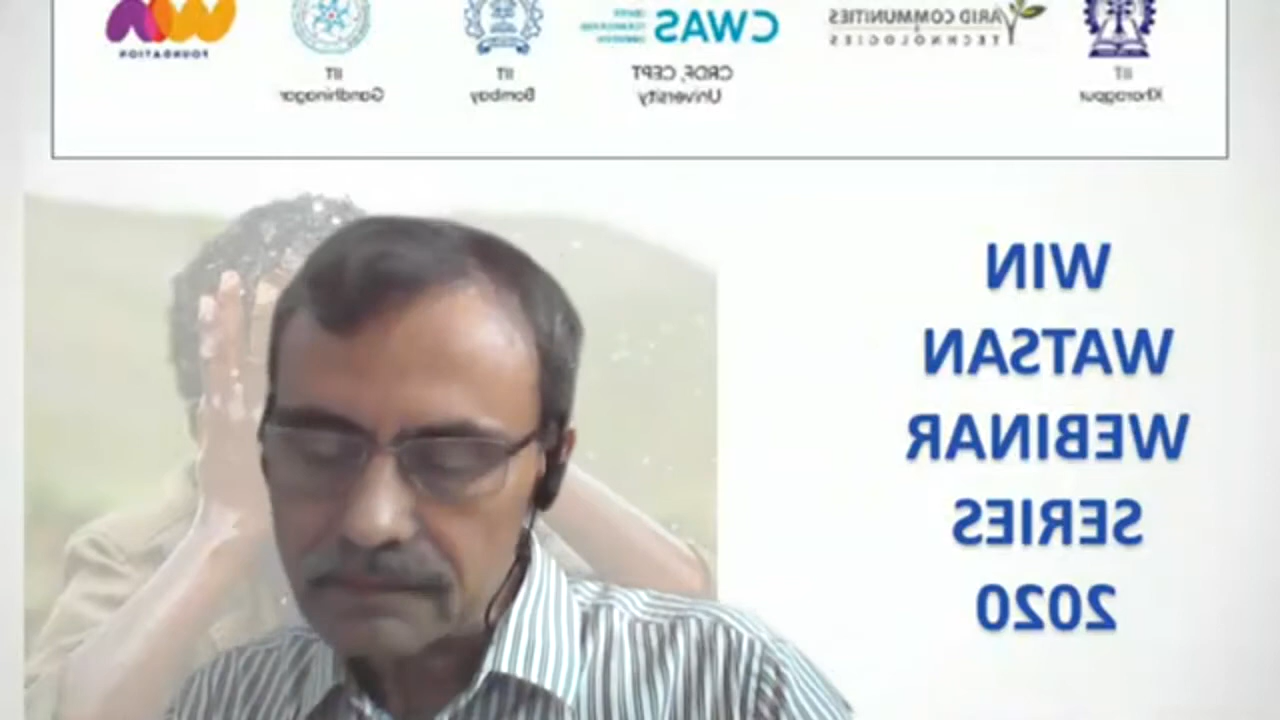 ARID COMMUNITIES
TECHNOLOGIES
CWAS
FOUNDATION
IIT
Kharagpur
CRDF, CEPT
University
IIT
Bombay
IIT
Gandhinagar
WIN
WATSAN
WEBINAR
SERIES
2020